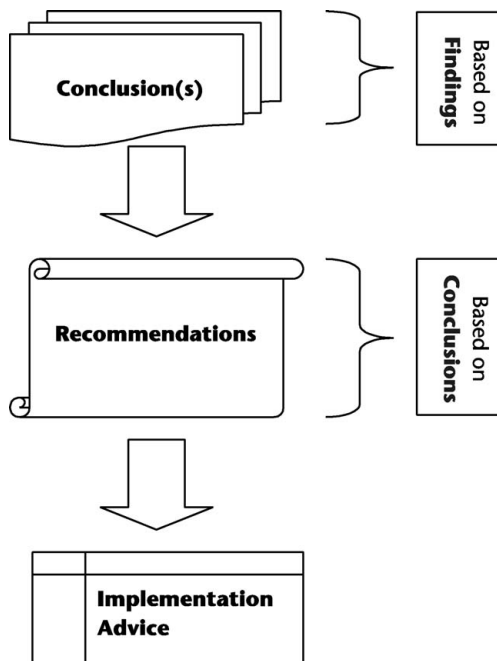 Conclusion(s)
Based on
Findings
Recommendations
Based on
Conclusions
Implementation
Advice